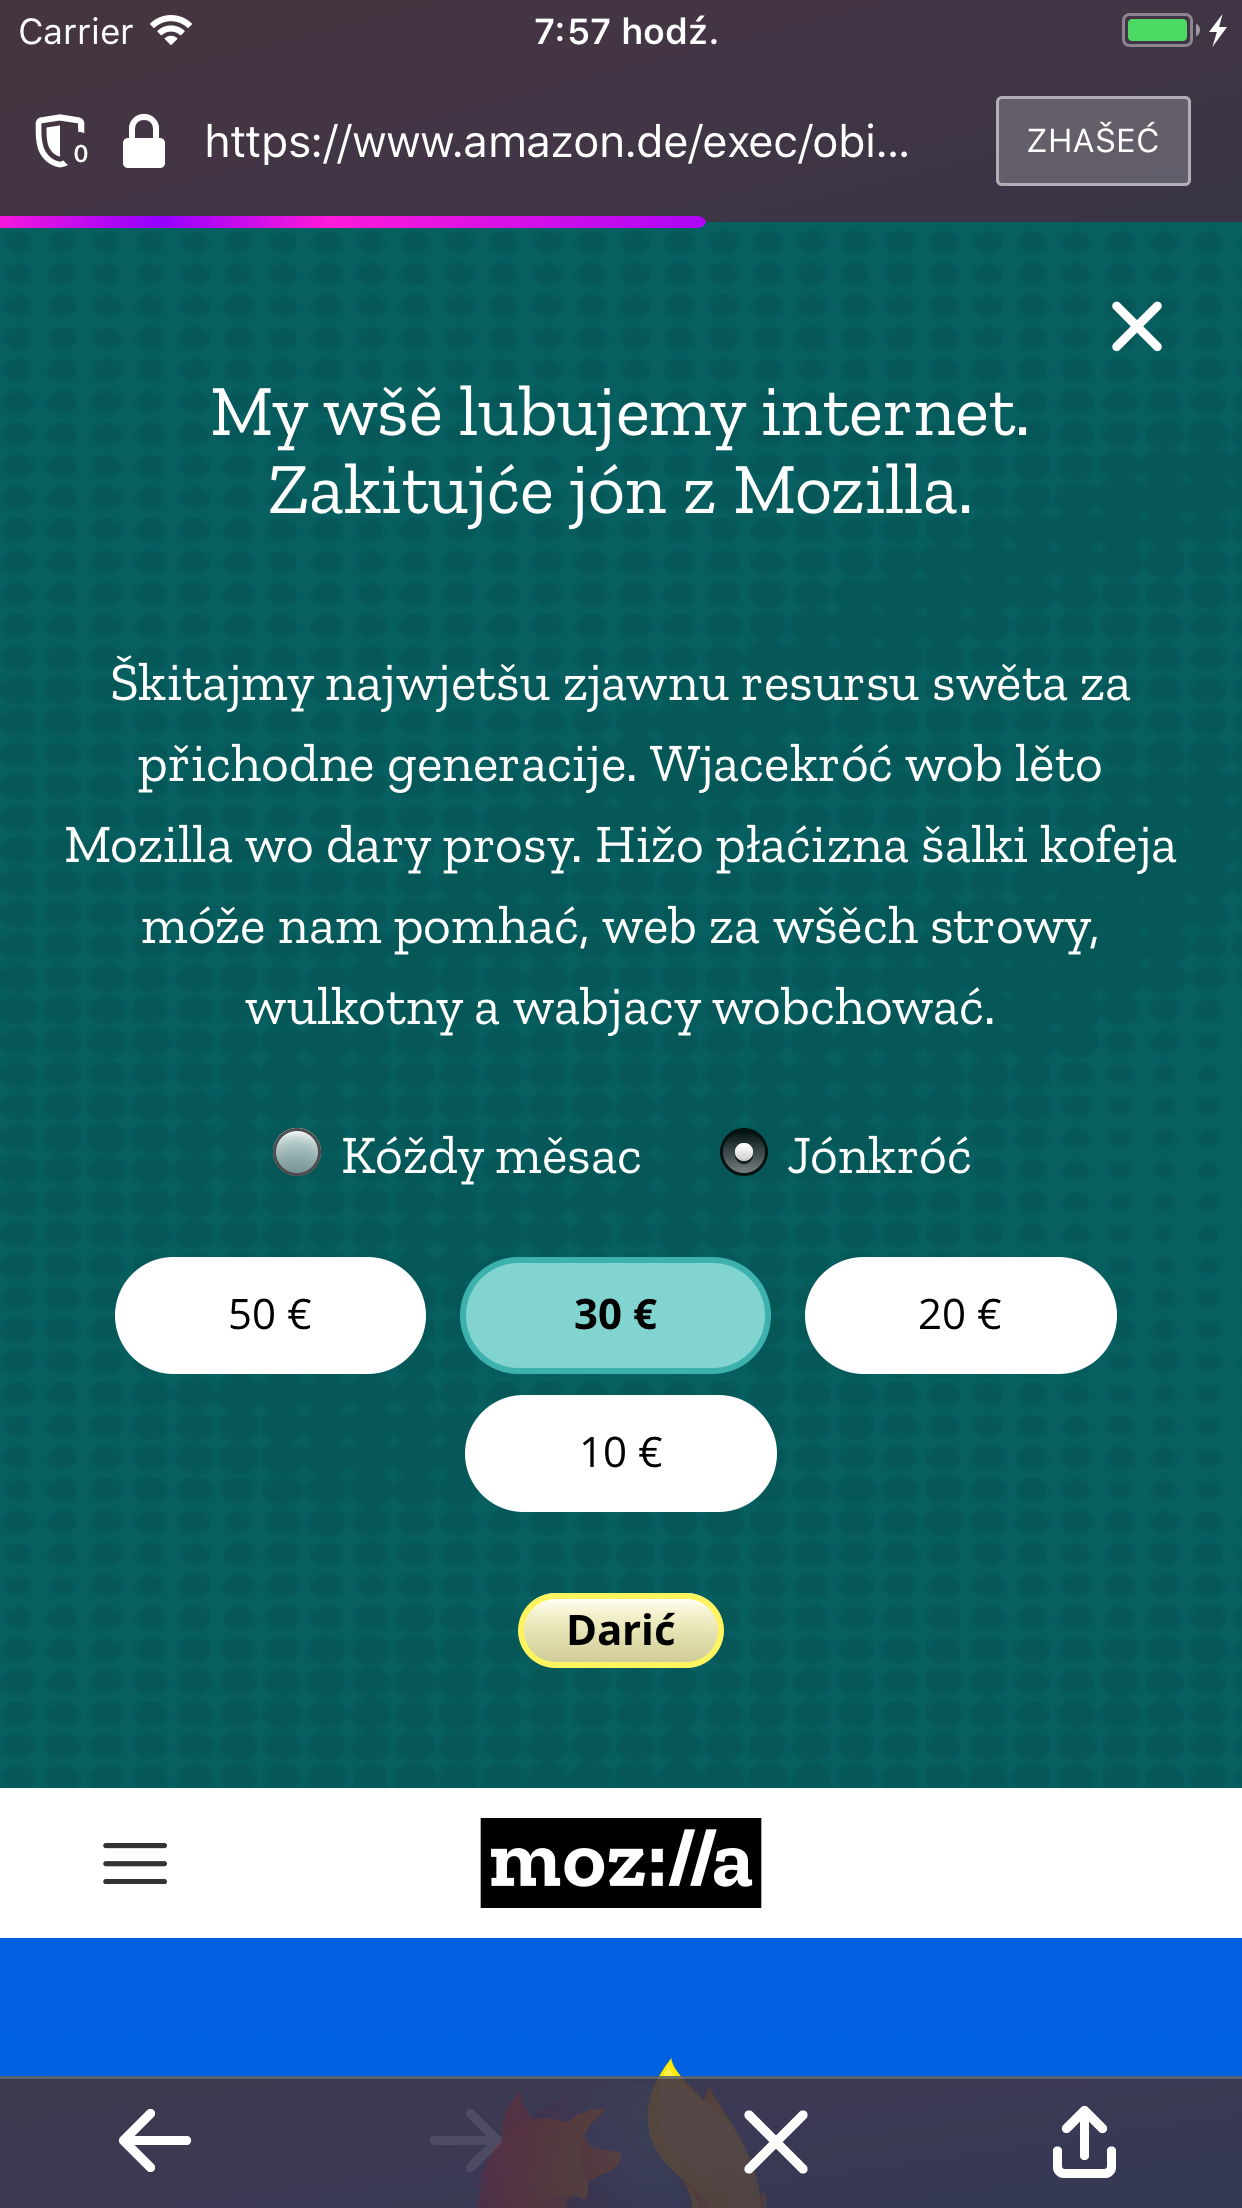 Carrier
7:57 hodź.
0
https://www.amazon.de/exec/obi...
ZHAŠEĆ
My wšě lubujemy internet.
Zakitujće jón z Mozilla.
Škitajmy najwjetšu zjawnu resursu swěta za
přichodne generacije. Wjacekróć wob lěto
Mozilla wo dary prosy. Hižo płaćizna šalki kofeja
móže nam pomhać, web za wšěch strowy,
wulkotny a wabjacy wobchować.
Kóždy měsac
Jónkróć
50 €
30 €
20 €
10 €
Darić
moz://a